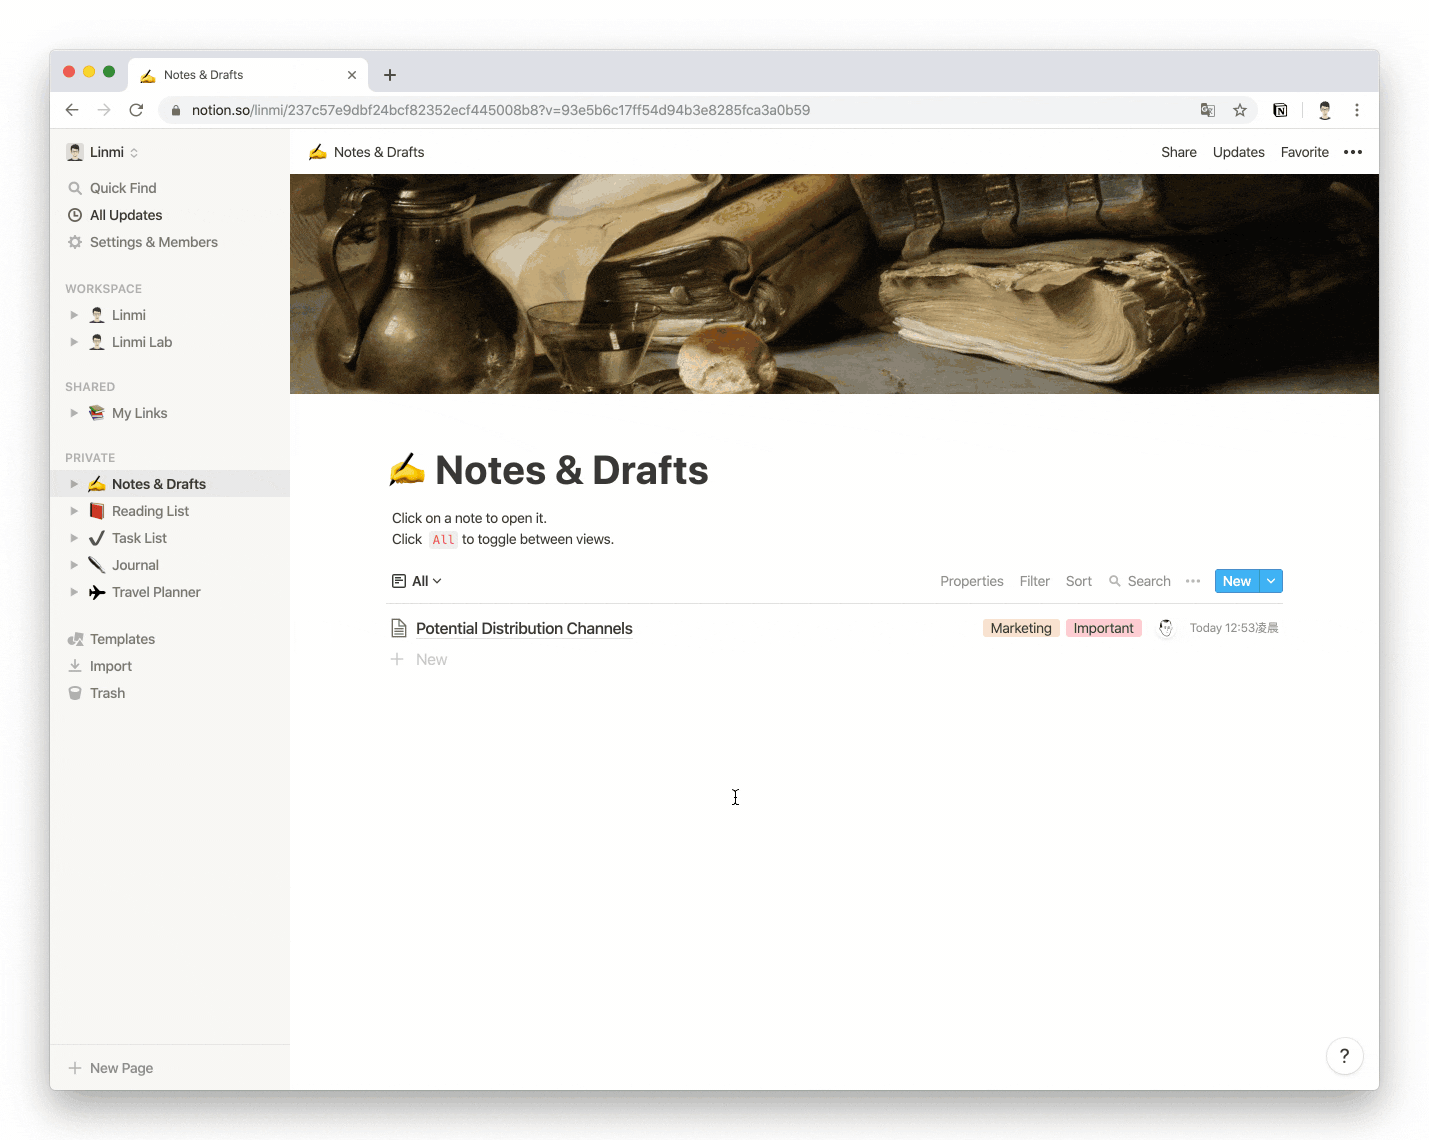 Notes & Drafts
notion.so/linmi/237c57e9dbf24bcf82352ecf445008b8?v=93e5b6c17ff54d94b3e8285fca3a0b59
Linmi
Quick Find
All Updates
Settings & Members
WORKSPACE
Linmi
Linmi Lab
SHARED
My Links
PRIVATE
Notes & Drafts
Reading List
Task List
Journal
Travel Planner
Templates
Import
Trash
New Page
Notes & Drafts
Share Updates Favorite
Notes & Drafts
Click on a note to open it.
Click All to toggle between views.
All
Properties Filter Sort Search New
Potential Distribution Channels Marketing Important Today 12:53凌晨
New
?